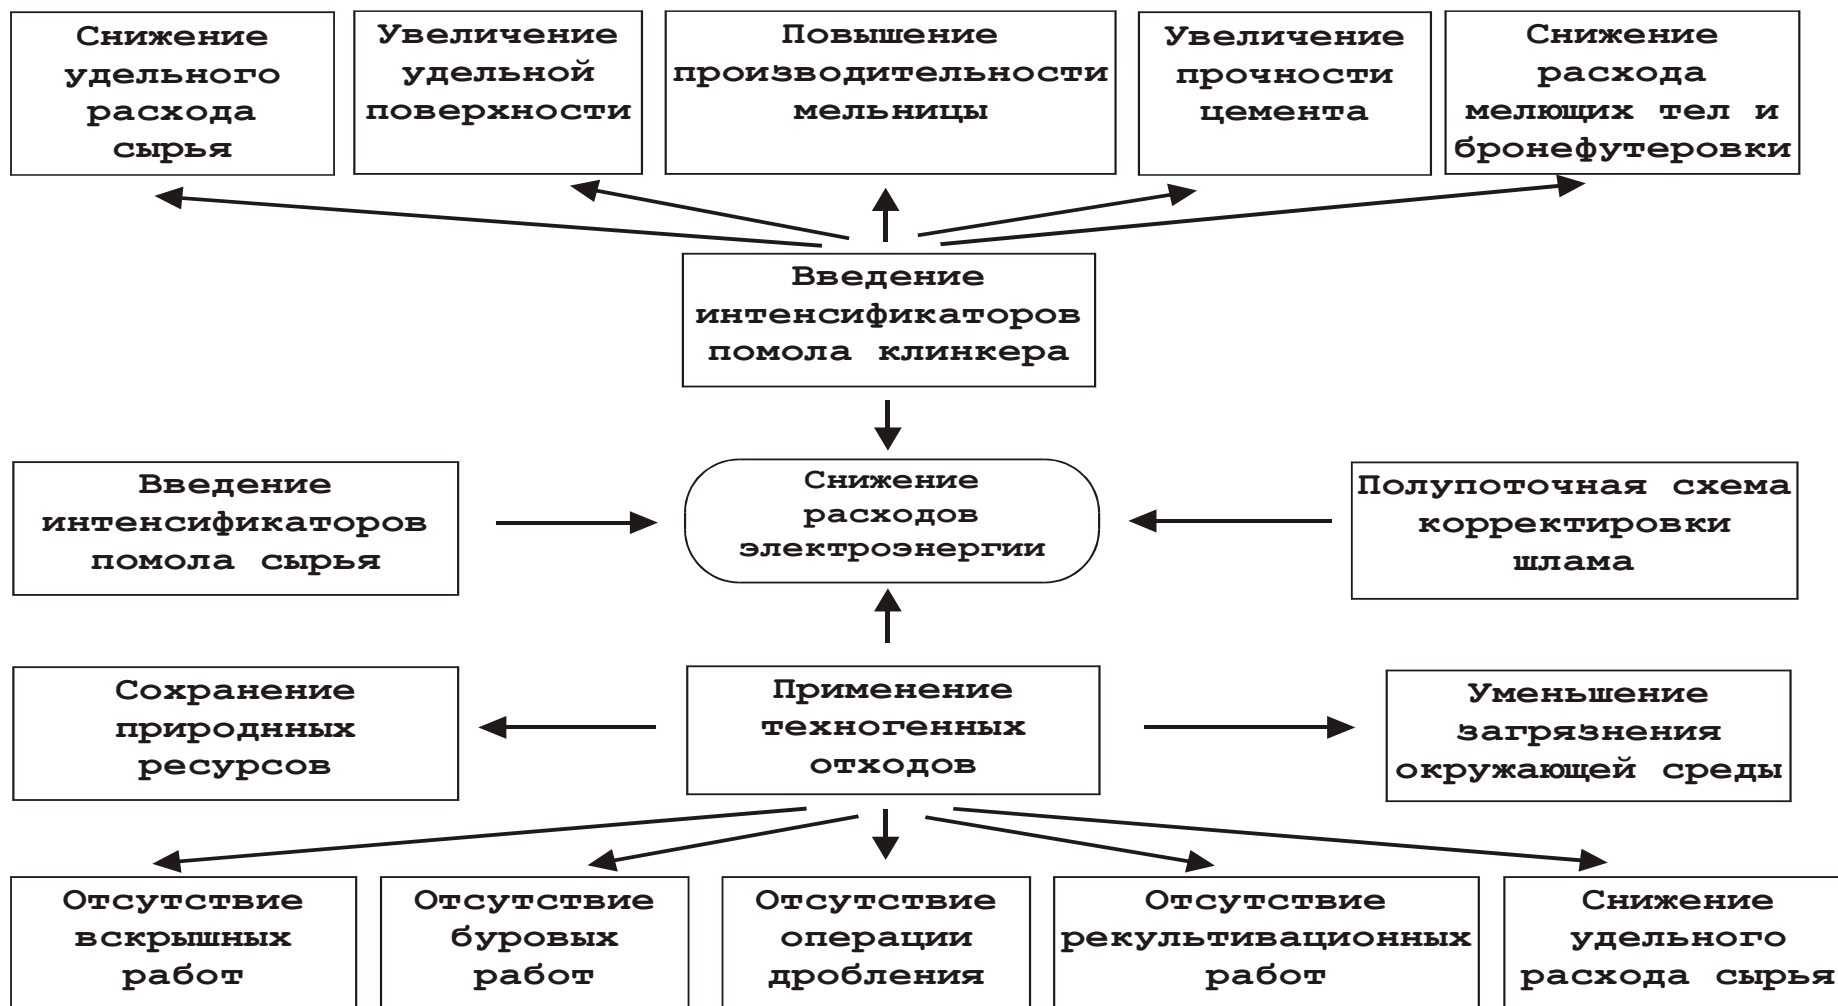 Снижение
удельного
расхода
сырья
Увеличение
удельной
поверхности
Повышение
производительности
мельницы
Увеличение
прочности
цемента
Снижение
расхода
мелющих тел и
бронефутеровки
Введение
интенсификаторов
помола клинкера
Введение
интенсификаторов
помола сырья
Снижение
расходов
электроэнергии
Полупоточная схема
корректировки
шлама
Сохранение
природнных
ресурсов
Применение
техногенных
отходов
Уменьшение
загрязнения
окружающей среды
Отсутствие
вскрышных
работ
Отсутствие
буровых
работ
Отсутствие
операции
дробления
Отсутствие
рекультивационных
работ
Снижение
удельного
расхода сырья